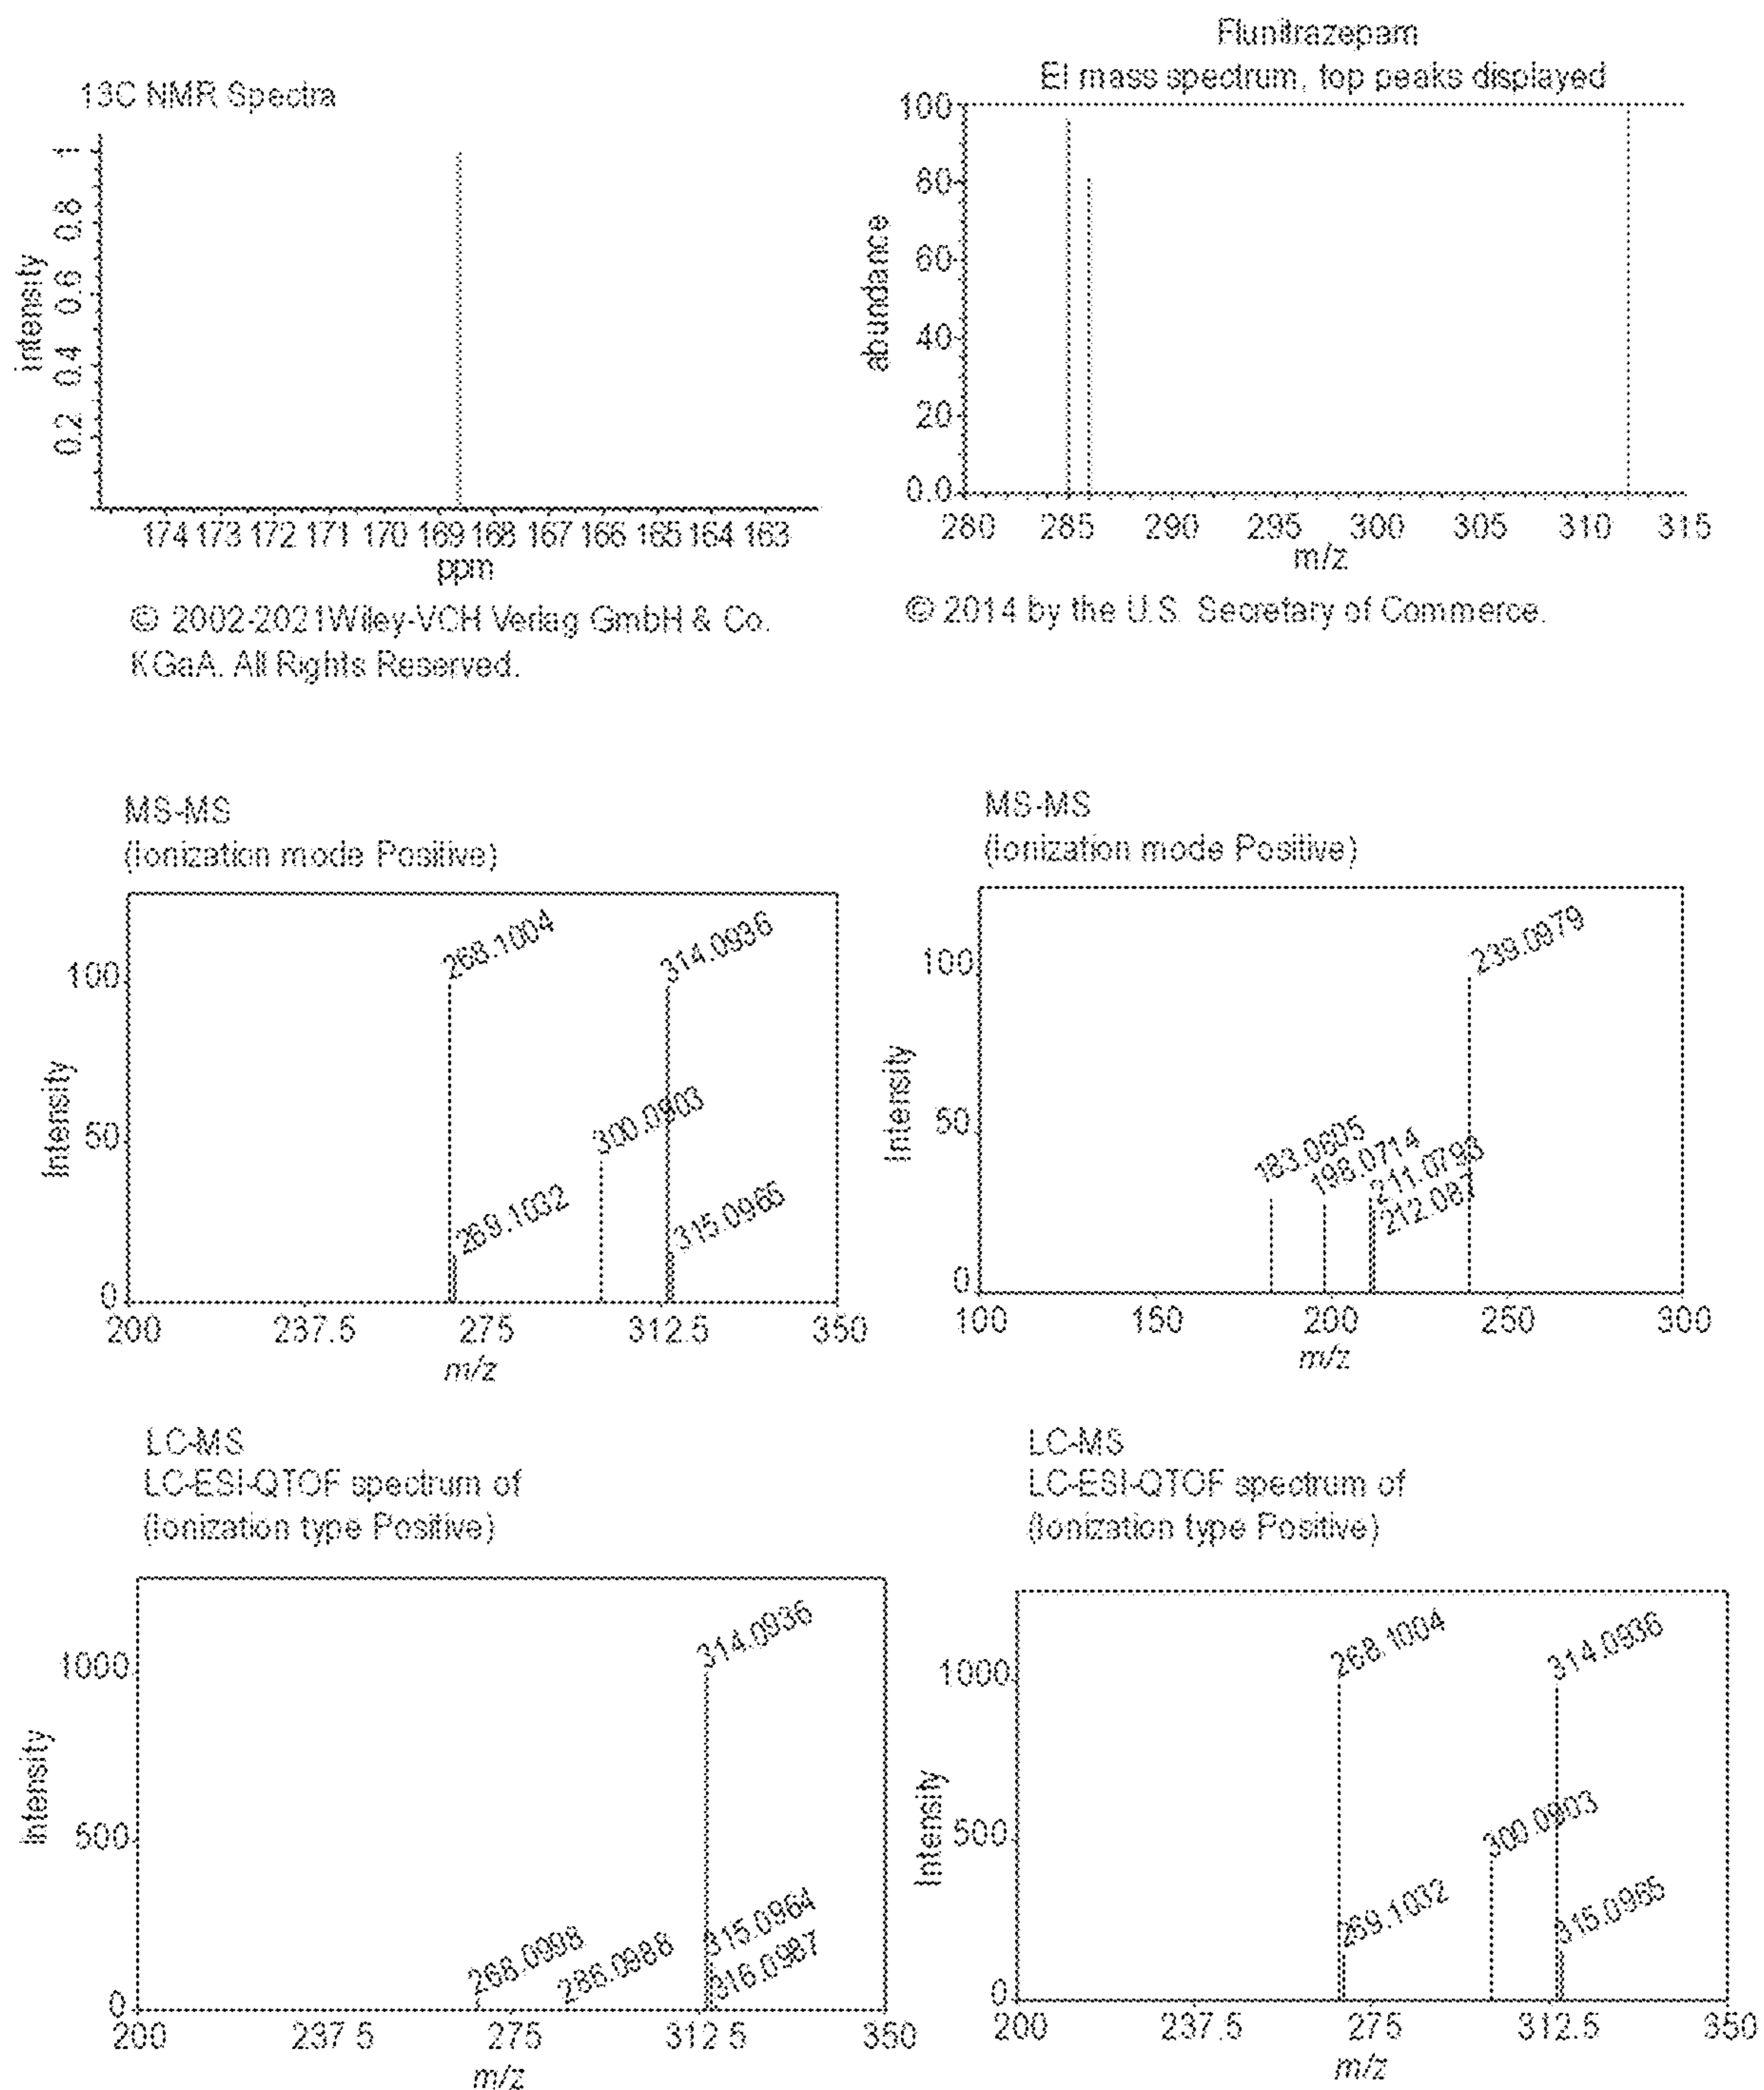 13C NMR Spectra
intensity
1
0.8
0.6
0.4
0.2
174 173 172 171 170 169 168 167 166 165 164 163
ppm
© 2002-2021Wiley-VCH Verlag GmbH & Co.
KGaA. All Rights Reserved.
Flunitrazepam
EI mass spectrum, top peaks displayed
abundance
100
80
60
40
20
0.0
280 285 290 295 300 305 310 315
m/z
© 2014 by the U.S. Secretary of Commerce.
MS-MS
(Ionization mode Positive)
Intensity
100
50
0
268.1004
314.0936
300.0903
269.1032
315.0965
200 237.5 275 312.5 350
m/z
MS-MS
(Ionization mode Positive)
Intensity
100
50
0
239.0979
183.0605
198.0714
211.0793
212.087
100 150 200 250 300
m/z
LC-MS
LC-ESI-QTOF spectrum of
(Ionization type Positive)
Intensity
1000
500
0
314.0936
315.0964
316.0987
268.0998
286.0988
200 237.5 275 312.5 350
m/z
LC-MS
LC-ESI-QTOF spectrum of
(Ionization type Positive)
Intensity
1000
500
0
268.1004
314.0936
300.0903
269.1032
315.0965
200 237.5 275 312.5 350
m/z